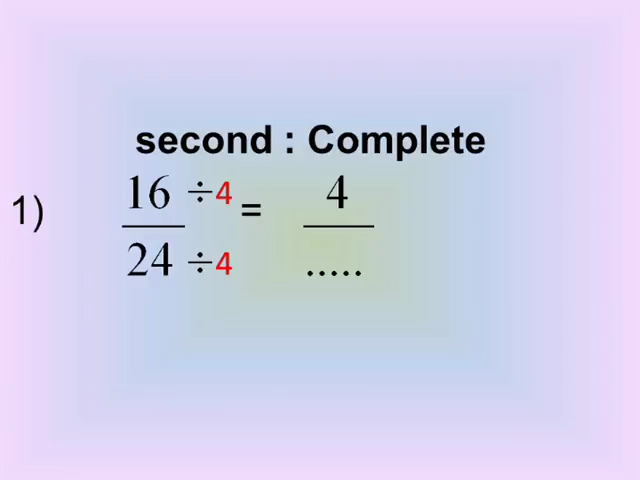 second : Complete
1) 16 ÷4 = 4
24 ÷4 .....